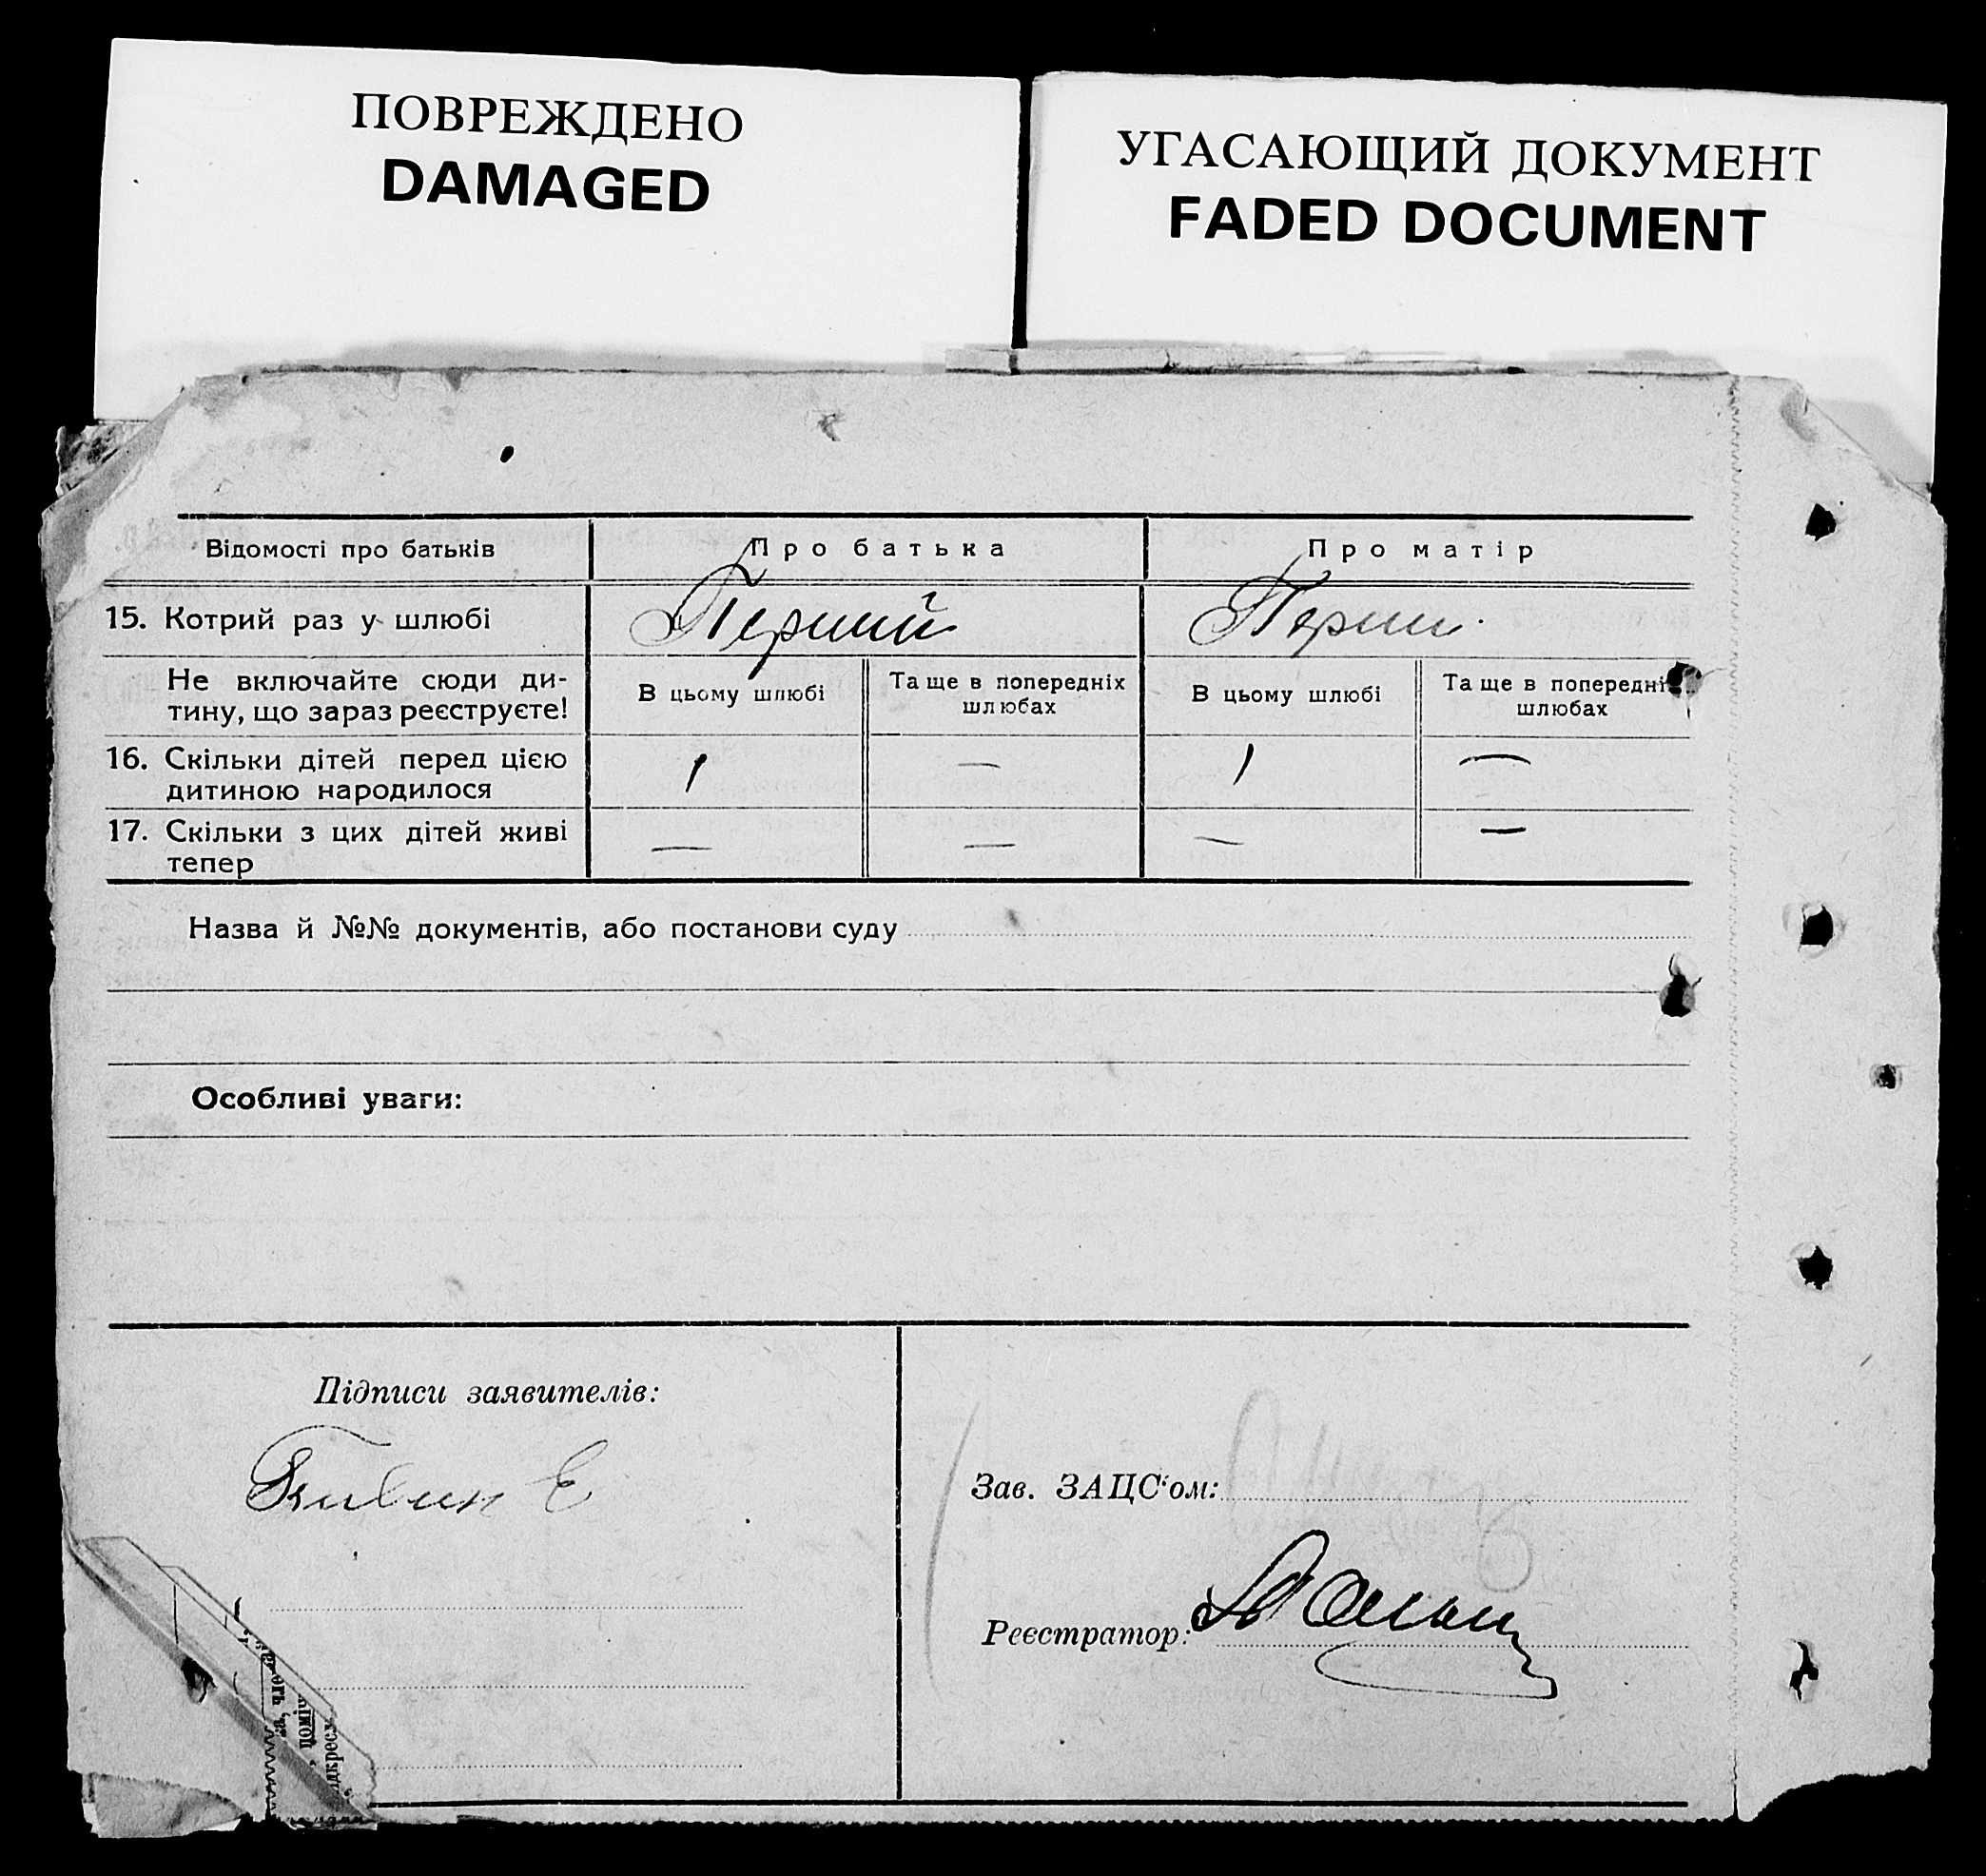 ПОВРЕЖДЕНО
DAMAGED
УГАСАЮЩИЙ ДОКУМЕНТ
FADED DOCUMENT
Відомості про батьків
Про батька
Про матір
15. Котрий раз у шлюбі
Перший
Перши
Не включайте сюди ди-
тину, що зараз реєструєте!
В цьому шлюбі
Та ще в попередніх
шлюбах
В цьому шлюбі
Та ще в попередні
шлюбах
16. Скільки дітей перед цією
дитиною народилося
1
—
1
—
17. Скільки з цих дітей живі
тепер
—
—
—
—
Назва й №№ документів, або постанови суду
Особливі уваги:
Підписи заявителів:
Зав. ЗАЦС'ом:
Реєстратор: